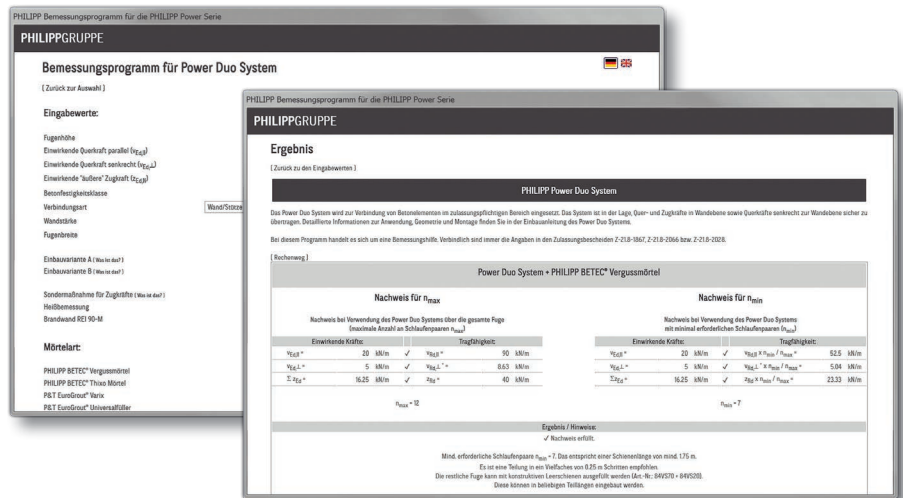 PHILIPP Bemessungsprogramm für die PHILIPP Power Serie
PHILIPPGRUPPE
Bemessungsprogramm für Power Duo System
[ Zurück zur Auswahl ]
Eingabewerte:
Fugenhöhe
Einwirkende Querkraft parallel (vEd,II)
Einwirkende Querkraft senkrecht (vEd,⊥)
Einwirkende "äußere" Zugkraft (zEd,N)
Betonfestigkeitsklasse
Verbindungsart Wand/Stütze
Wandstärke
Fugenbreite
Einbauvariante A ( Was ist das? )
Einbauvariante B ( Was ist das? )
Sondermaßnahme für Zugkräfte ( Was ist das? )
Heißbemessung
Brandwand REI 90-M
Mörtelart:
PHILIPP BETEC® Vergussmörtel
PHILIPP BETEC® Thixo Mörtel
P&T EuroGrout® Varix
P&T EuroGrout® Universalfüller
PHILIPP Bemessungsprogramm für die PHILIPP Power Serie
PHILIPPGRUPPE
Ergebnis
[ Zurück zu den Eingabewerten ]
PHILIPP Power Duo System
Das Power Duo System wird zur Verbindung von Betonelementen im zulassungspflichtigen Bereich eingesetzt. Das System ist in der Lage, Quer- und Zugkräfte in Wandebene sowie Querkräfte senkrecht zur Wandebene sicher zu
übertragen. Detaillierte Informationen zur Anwendung, Geometrie und Montage finden Sie in der Einbauanleitung des Power Duo Systems.
Bei diesem Programm handelt es sich um eine Bemessungshilfe. Verbindlich sind immer die Angaben in den Zulassungsbescheiden Z-21.8-1867, Z-21.8-2066 bzw. Z-21.8-2028.
[ Rechenweg ]
Power Duo System + PHILIPP BETEC® Vergussmörtel
Nachweis für nmax
Nachweis bei Verwendung des Power Duo Systems über die gesamte Fuge
(maximale Anzahl an Schlaufenpaaren nmax)
Einwirkende Kräfte: Tragfähigkeit:
vEd,II = 20 kN/m ✓ vRd,II = 90 kN/m
vEd,⊥ = 5 kN/m ✓ vRd,⊥* = 8.63 kN/m
Σ zEd = 16.25 kN/m ✓ zRd = 40 kN/m
nmax = 12
Nachweis für nmin
Nachweis bei Verwendung des Power Duo Systems
mit minimal erforderlichen Schlaufenpaaren (nmin)
Einwirkende Kräfte: Tragfähigkeit:
vEd,II = 20 kN/m ✓ vRd,II x nmin / nmax = 52.5 kN/m
vEd,⊥ = 5 kN/m ✓ vRd,⊥* x nmin / nmax = 5.04 kN/m
Σ zEd = 16.25 kN/m ✓ zRd x nmin / nmax = 23.33 kN/m
nmin = 7
Ergebnis / Hinweise:
✓ Nachweis erfüllt.
Mind. erforderliche Schlaufenpaare nmin = 7. Das entspricht einer Schienenlänge von mind. 1.75 m.
Es ist eine Teilung in ein Vielfaches von 0.25 m Schritten empfohlen.
Die restliche Fuge kann mit konstruktiven Leerschienen ausgefüllt werden (Art.-Nr.: 84VS70 + 84VS20).
Diese können in beliebigen Teillängen eingebaut werden.